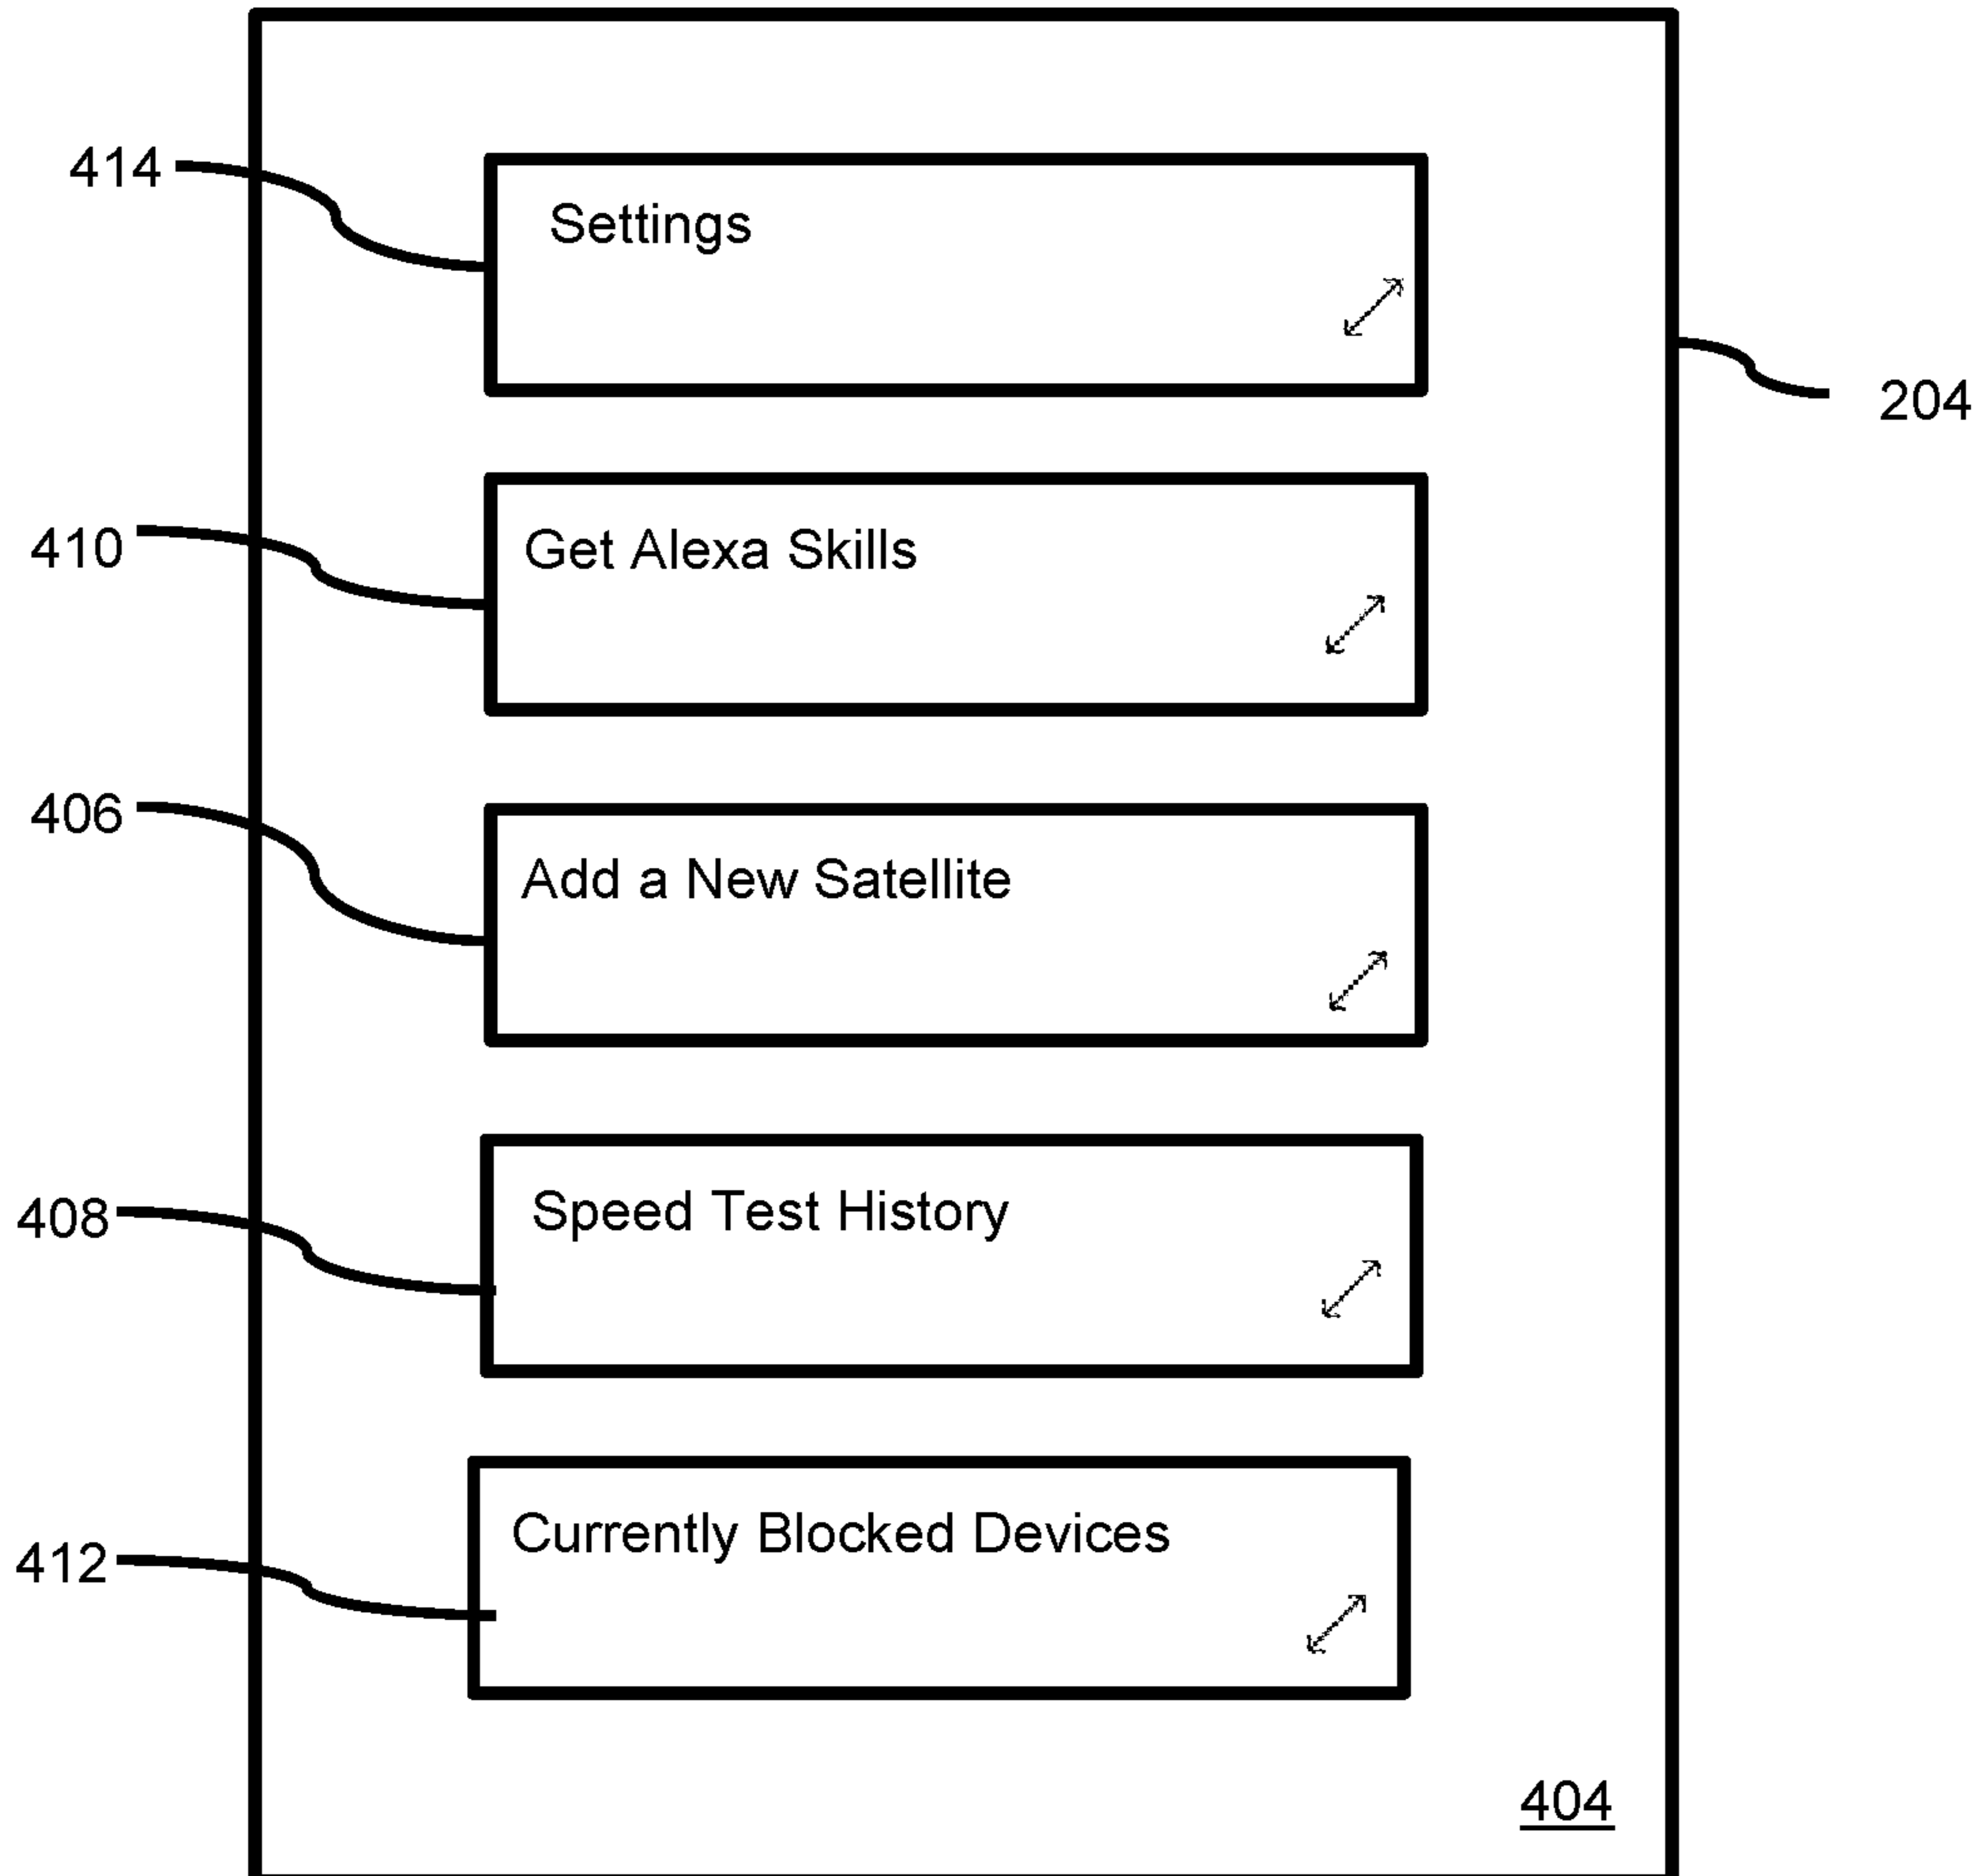 414
Settings
204
410
Get Alexa Skills
406
Add a New Satellite
408
Speed Test History
412
Currently Blocked Devices
404